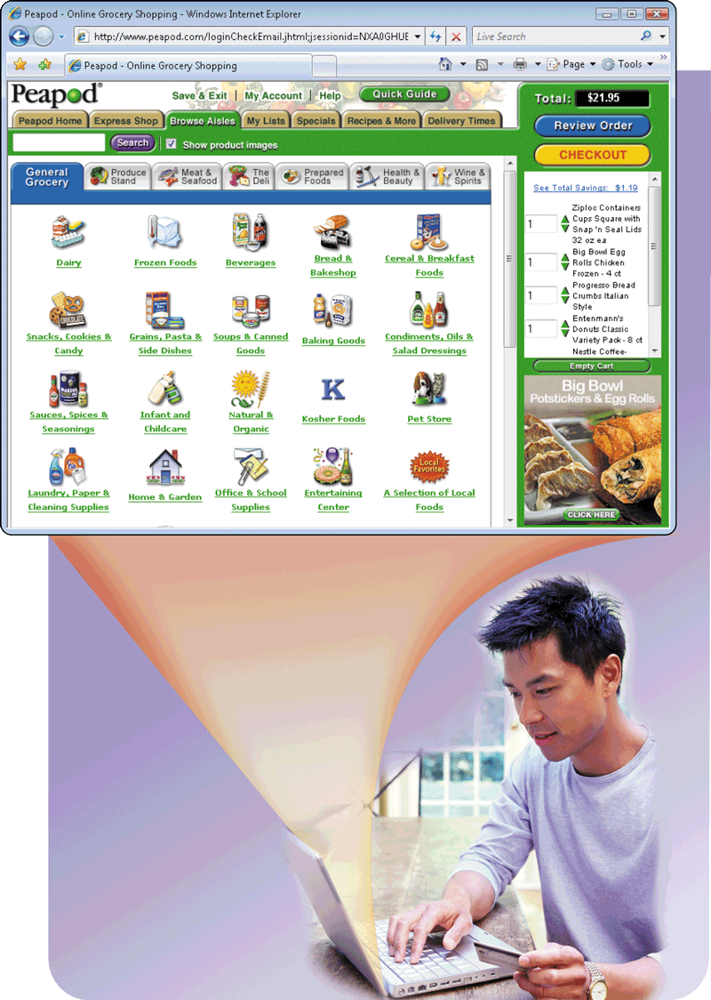 Peapod - Online Grocery Shopping - Windows Internet Explorer
http://www.peapod.com/loginCheckEmail.jhtml;jsessionid=NXA0GHUE
Live Search
Peapod - Online Grocery Shopping
Page
Tools
Peapod®
Save & Exit | My Account | Help
Quick Guide
Peapod Home
Express Shop
Browse Aisles
My Lists
Specials
Recipes & More
Delivery Times
Search
Show product images
General
Grocery
Produce
Stand
Meat &
Seafood
The
Deli
Prepared
Foods
Health &
Beauty
Wine &
Spirits
Dairy
Frozen Foods
Beverages
Bread &
Bakeshop
Cereal & Breakfast
Foods
CHOCOLATE
Snacks, Cookies &
Candy
Grains, Pasta &
Side Dishes
Soups & Canned
Goods
Baking Goods
Condiments, Oils &
Salad Dressings
Sauces, Spices &
Seasonings
Infant and
Childcare
Natural &
Organic
K
Kosher Foods
Pet Store
Laundry, Paper &
Cleaning Supplies
Home & Garden
Office & School
Supplies
Entertaining
Center
Local
Favorites
A Selection of Local
Foods
Total: $21.95
Review Order
CHECKOUT
See Total Savings: $1.19
1
Ziploc Containers
Cups Square with
Snap 'n Seal Lids
32 oz ea
1
Big Bowl Egg
Rolls Chicken
Frozen - 4 ct
1
Progresso Bread
Crumbs Italian
Style
1
Entenmann's
Donuts Classic
Variety Pack - 8 ct
Nestle Coffee-
Empty Cart
Big Bowl
Potstickers & Egg Rolls
CLICK HERE